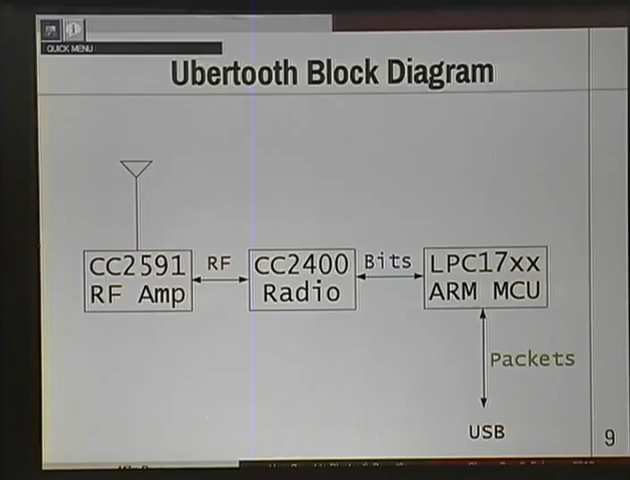 QUICK MENU
Ubertooth Block Diagram
CC2591
RF Amp
RF
CC2400
Radio
Bits
LPC17xx
ARM MCU
Packets
USB
9